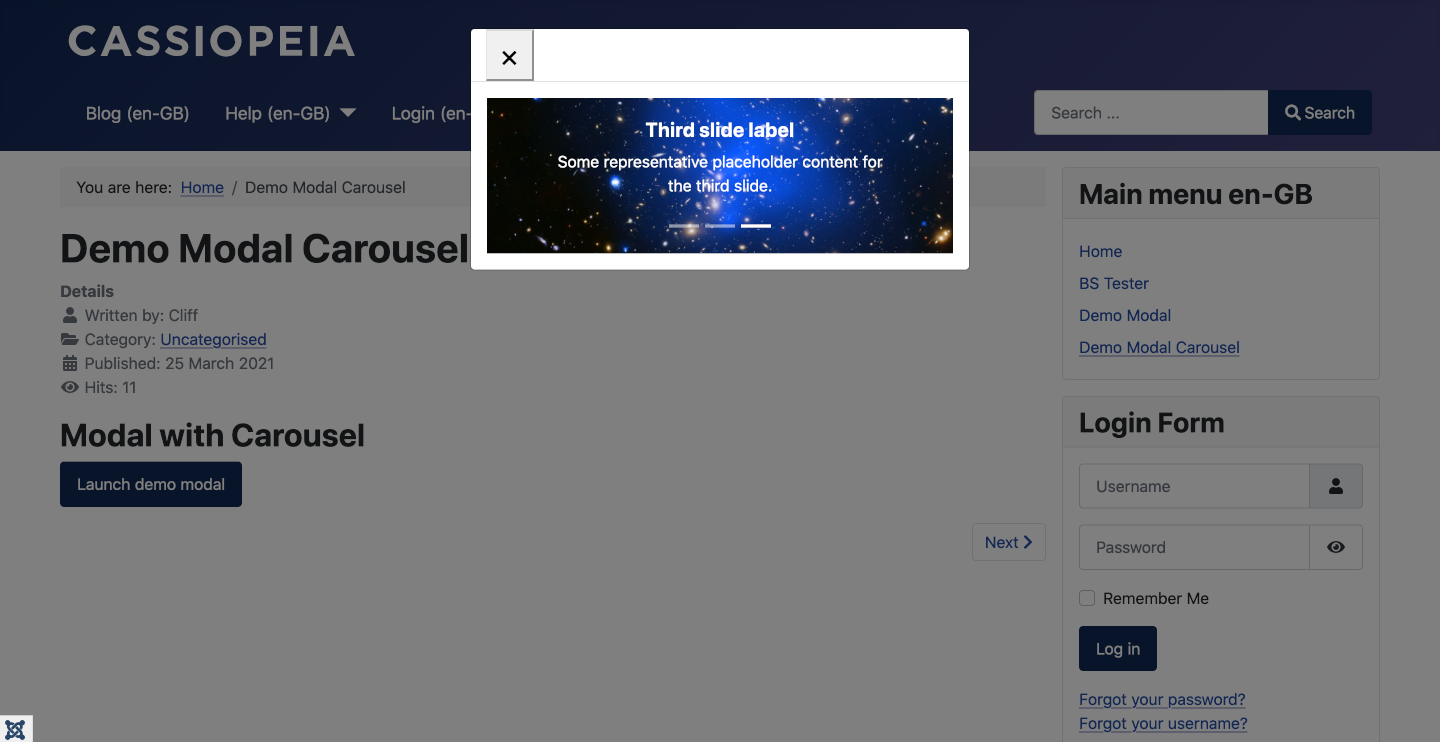 CASSIOPEIA
Blog (en-GB) Help (en-GB) Login (en-
Search ... Search
×
Third slide label
Some representative placeholder content for
the third slide.
You are here: Home / Demo Modal Carousel
Demo Modal Carousel
Details
Written by: Cliff
Category: Uncategorised
Published: 25 March 2021
Hits: 11
Modal with Carousel
Launch demo modal
Next
Main menu en-GB
Home
BS Tester
Demo Modal
Demo Modal Carousel
Login Form
Username
Password
Remember Me
Log in
Forgot your password?
Forgot your username?